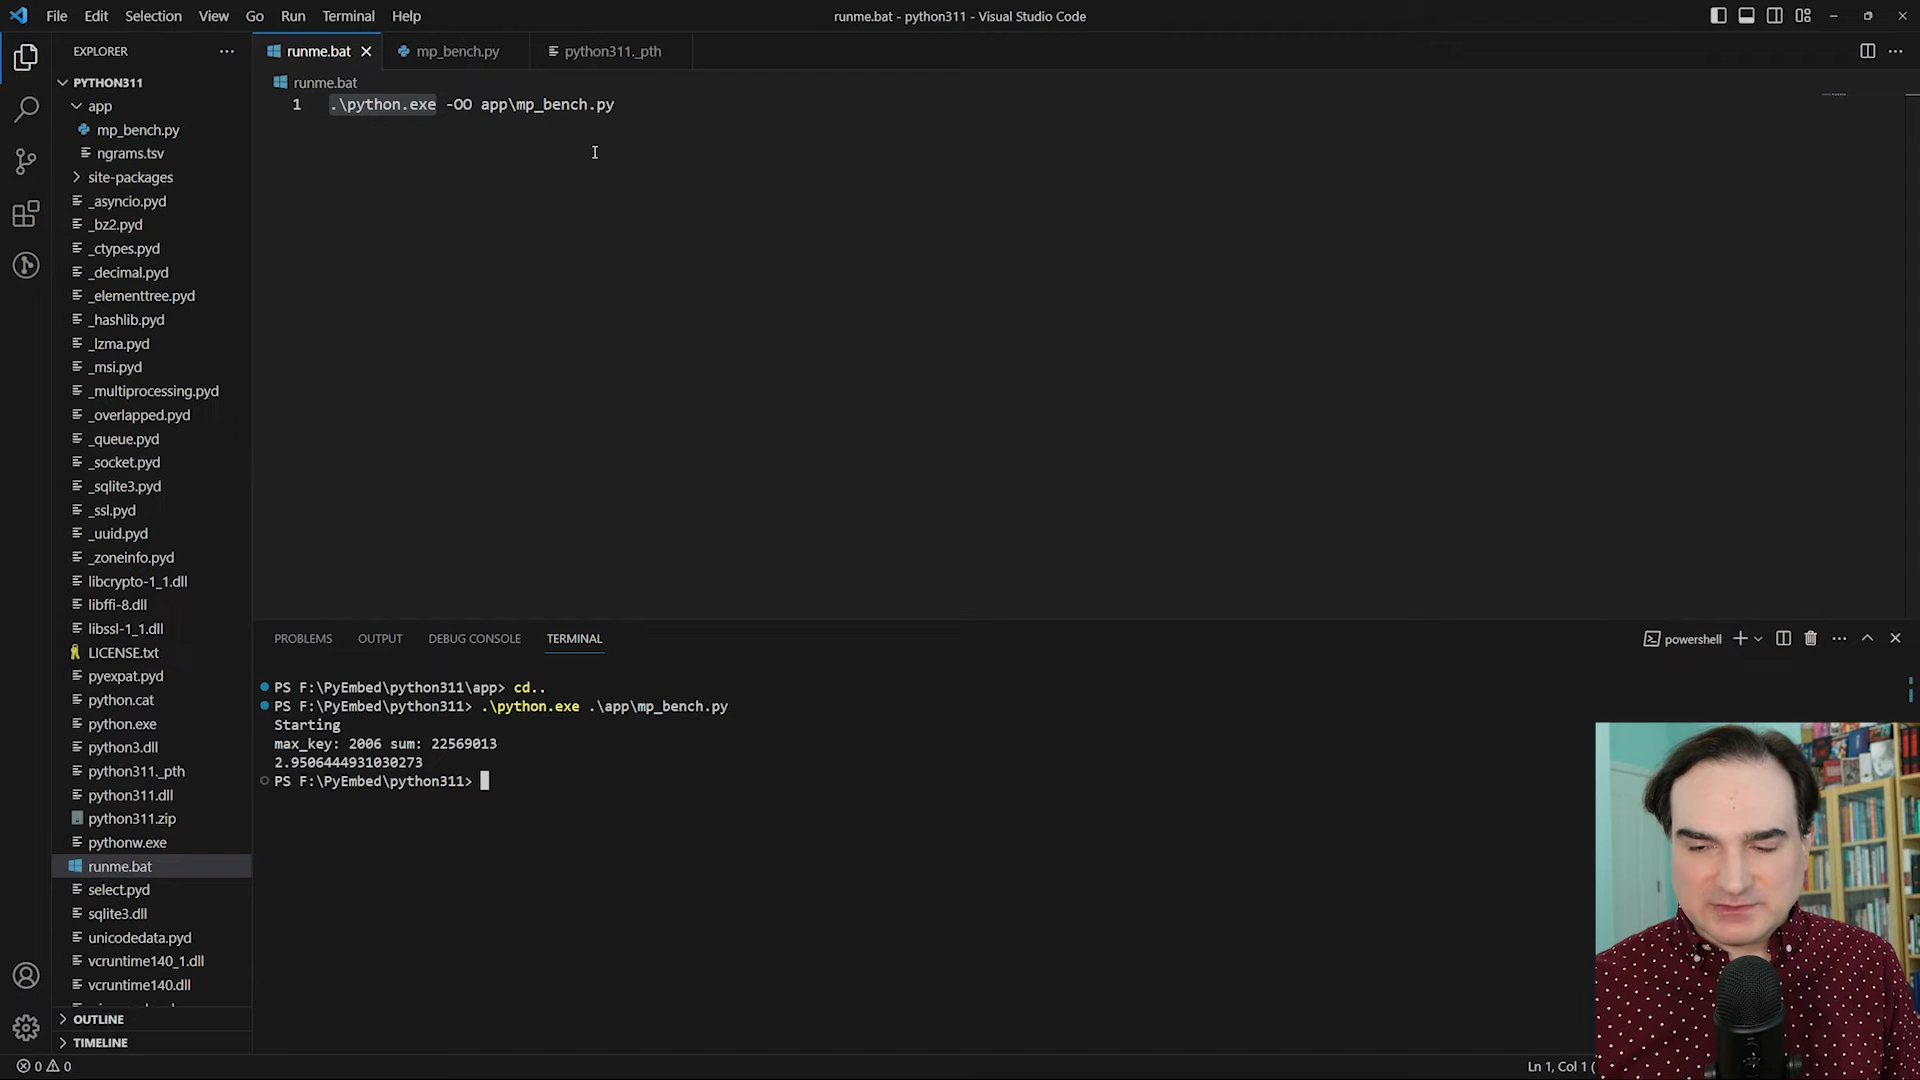 File Edit Selection View Go Run Terminal Help
runme.bat - python311 - Visual Studio Code
EXPLORER
runme.bat
mp_bench.py
python311._pth
PYTHON311
app
mp_bench.py
ngrams.tsv
site-packages
_asyncio.pyd
_bz2.pyd
_ctypes.pyd
_decimal.pyd
_elementtree.pyd
_hashlib.pyd
_lzma.pyd
_msi.pyd
_multiprocessing.pyd
_overlapped.pyd
_queue.pyd
_socket.pyd
_sqlite3.pyd
_ssl.pyd
_uuid.pyd
_zoneinfo.pyd
libcrypto-1_1.dll
libffi-8.dll
libssl-1_1.dll
LICENSE.txt
pyexpat.pyd
python.cat
python.exe
python3.dll
python311._pth
python311.dll
python311.zip
pythonw.exe
runme.bat
select.pyd
sqlite3.dll
unicodedata.pyd
vcruntime140_1.dll
vcruntime140.dll
OUTLINE
TIMELINE
runme.bat
1 .\python.exe -OO app\mp_bench.py
PROBLEMS OUTPUT DEBUG CONSOLE TERMINAL
powershell
PS F:\PyEmbed\python311\app> cd..
PS F:\PyEmbed\python311> .\python.exe .\app\mp_bench.py
Starting
max_key: 2006 sum: 22569013
2.9506444931030273
PS F:\PyEmbed\python311>
0 0
Ln 1, Col 1 (